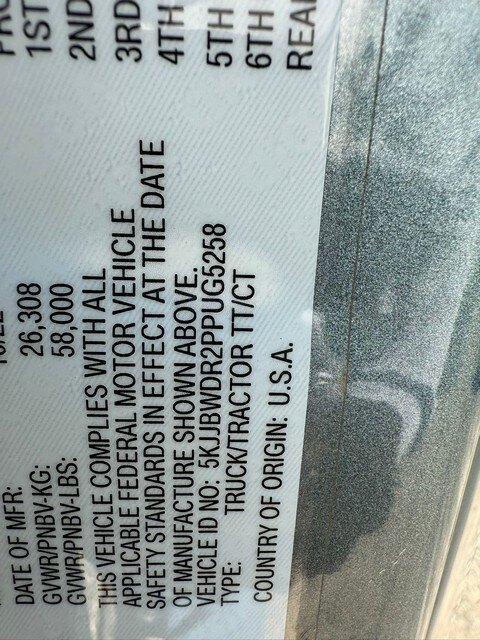 DATE OF MFR:
GVWR/PNBV-KG: 26,308
GVWR/PNBV-LBS: 58,000
THIS VEHICLE COMPLIES WITH ALL
APPLICABLE FEDERAL MOTOR VEHICLE
SAFETY STANDARDS IN EFFECT AT THE DATE
OF MANUFACTURE SHOWN ABOVE.
VEHICLE ID NO: 5KJJBWDR2PPUG5258
TYPE: TRUCK/TRACTOR TT/CT
COUNTRY OF ORIGIN: U.S.A.
1ST
2ND
3RD
4TH
5TH
6TH